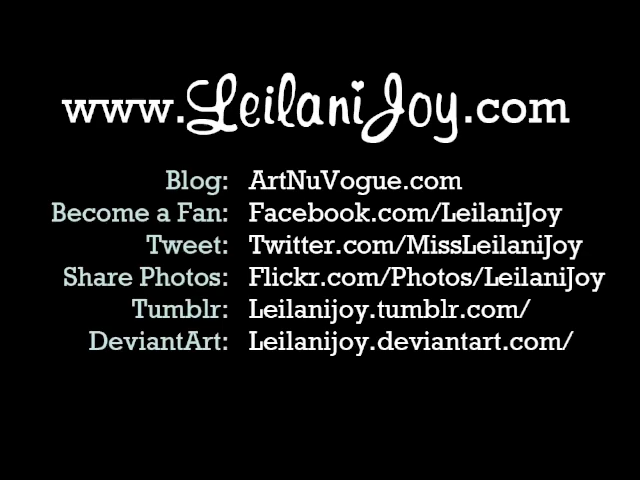 www.LeilaniJoy.com
Blog: ArtNuVogue.com
Become a Fan: Facebook.com/LeilaniJoy
Tweet: Twitter.com/MissLeilaniJoy
Share Photos: Flickr.com/Photos/LeilaniJoy
Tumblr: Leilanijoy.tumblr.com/
DeviantArt: Leilanijoy.deviantart.com/